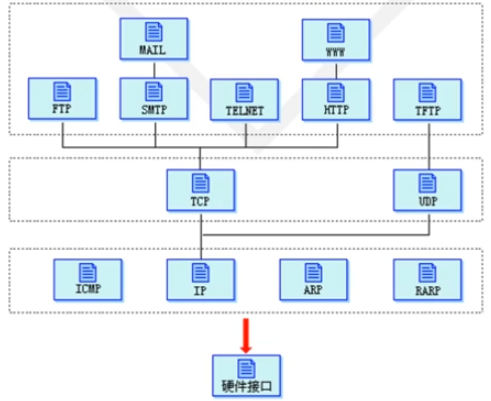 MAIL
WWW
FTP
SMTP
TELNET
HTTP
TFTP
TCP
UDP
ICMP
IP
ARP
RARP
硬件接口